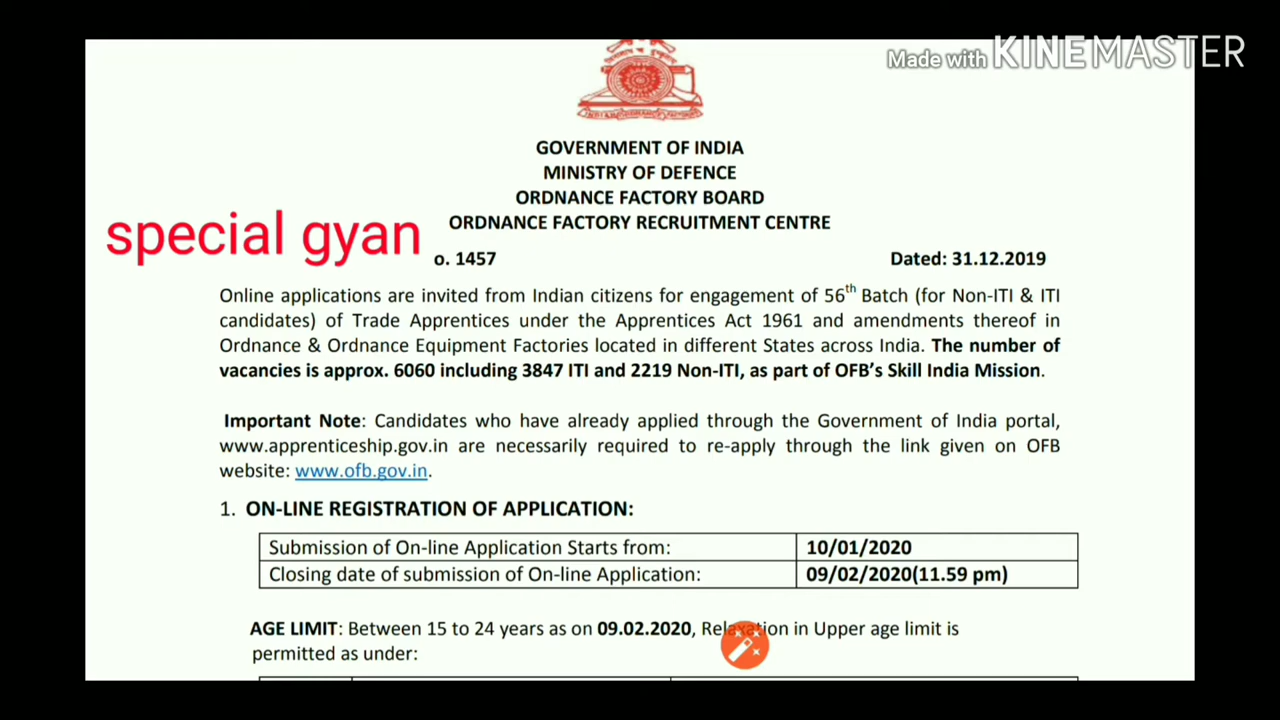 Made with KINEMASTER
GOVERNMENT OF INDIA
MINISTRY OF DEFENCE
ORDNANCE FACTORY BOARD
ORDNANCE FACTORY RECRUITMENT CENTRE
special gyan
o. 1457 Dated: 31.12.2019
Online applications are invited from Indian citizens for engagement of 56th Batch (for Non-ITI & ITI
candidates) of Trade Apprentices under the Apprentices Act 1961 and amendments thereof in
Ordnance & Ordnance Equipment Factories located in different States across India. The number of
vacancies is approx. 6060 including 3847 ITI and 2219 Non-ITI, as part of OFB's Skill India Mission.
Important Note: Candidates who have already applied through the Government of India portal,
www.apprenticeship.gov.in are necessarily required to re-apply through the link given on OFB
website: www.ofb.gov.in.
1. ON-LINE REGISTRATION OF APPLICATION:
Submission of On-line Application Starts from: 10/01/2020
Closing date of submission of On-line Application: 09/02/2020(11.59 pm)
AGE LIMIT: Between 15 to 24 years as on 09.02.2020, Relaxation in Upper age limit is
permitted as under: